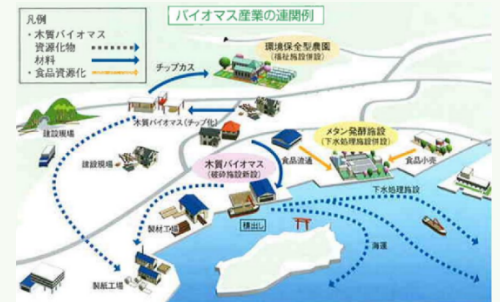 バイオマス産業の連関例
凡例
・木質バイオマス
資源化物
材料
・食品資源化
環境保全型農園
(福祉施設併設)
チップカス
木質バイオマス(チップ化)
建設現場
建設現場
メタン発酵施設
(下水処理施設併設)
木質バイオマス
(破砕施設新設)
食品流通
食品小売
下水処理施設
製材工場
積出し
海運
製紙工場